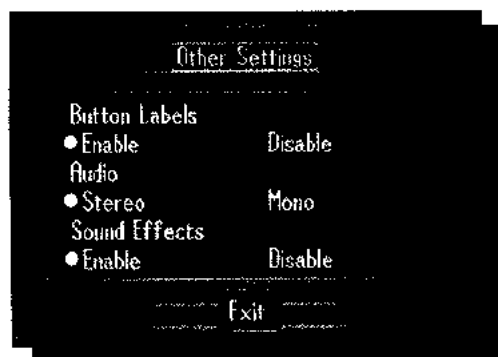 Other Settings
Button Labels
Enable Disable
Audio
Stereo Mono
Sound Effects
Enable Disable
Exit